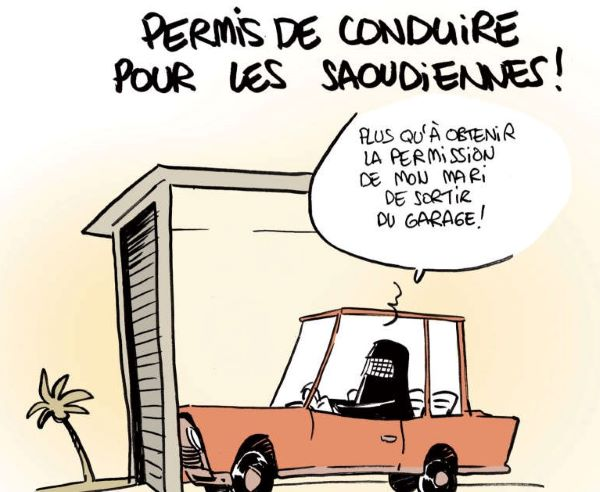 PERMIS DE CONDUIRE
POUR LES SAOUDIENNES!
PLUS QU'À OBTENIR
LA PERMISSION
DE MON MARI
DE SORTIR
DU GARAGE!